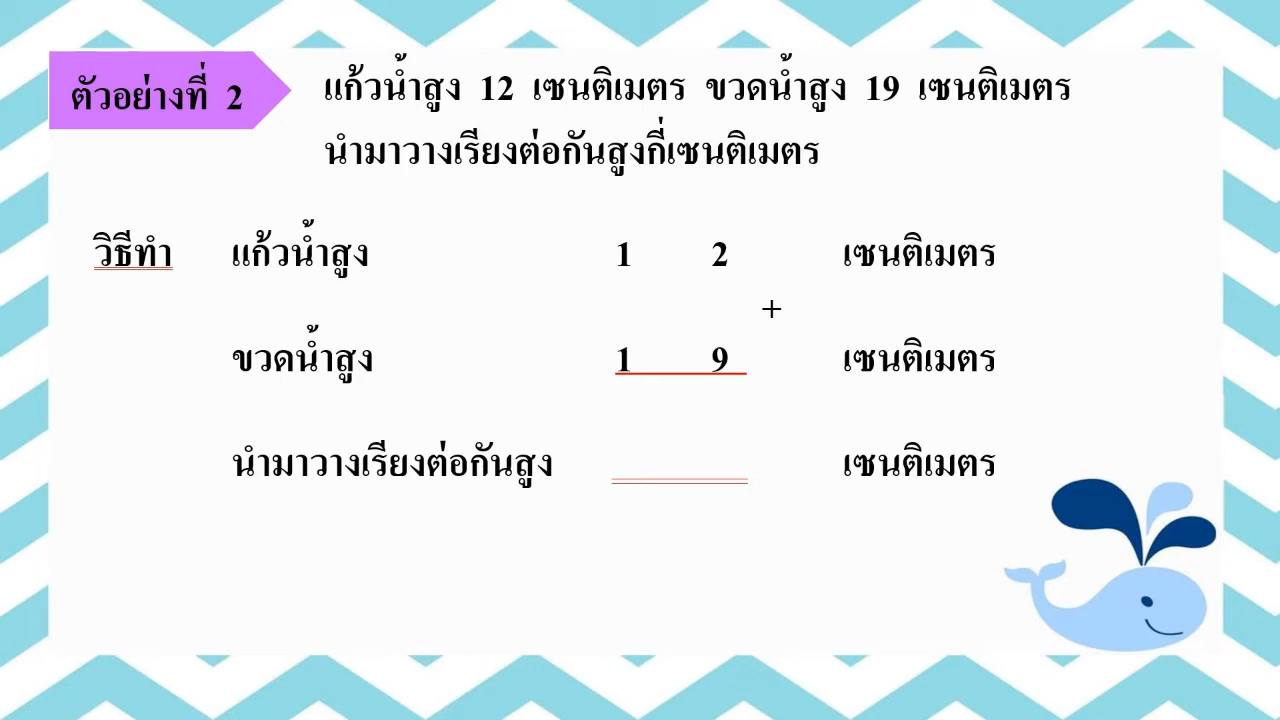 ตัวอย่างที่ 2
แก้วน้ำสูง 12 เซนติเมตร ขวดน้ำสูง 19 เซนติเมตร
นำมาวางเรียงต่อกันสูงกี่เซนติเมตร
วิธีทำ แก้วน้ำสูง 1 2 เซนติเมตร
+
ขวดน้ำสูง 1 9 เซนติเมตร
นำมาวางเรียงต่อกันสูง เซนติเมตร